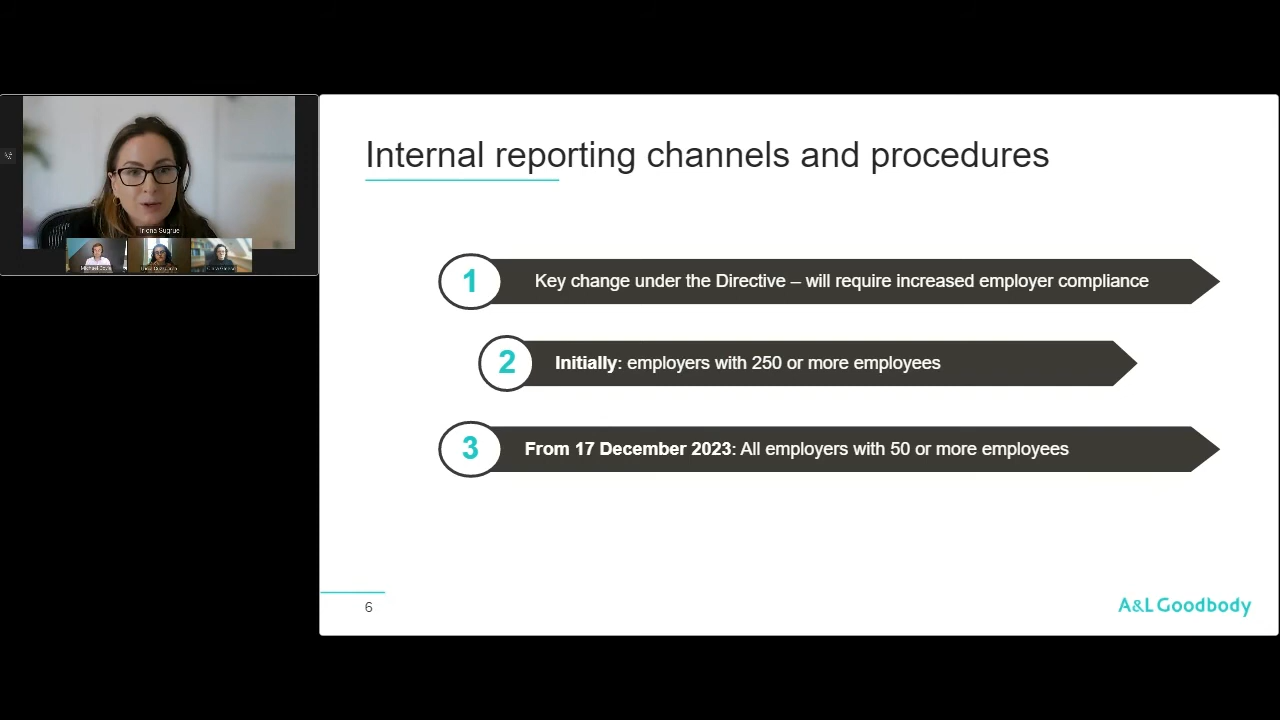 Internal reporting channels and procedures
1
Key change under the Directive – will require increased employer compliance
2
Initially: employers with 250 or more employees
3
From 17 December 2023: All employers with 50 or more employees
6
A&L Goodbody
Triona Sugrue